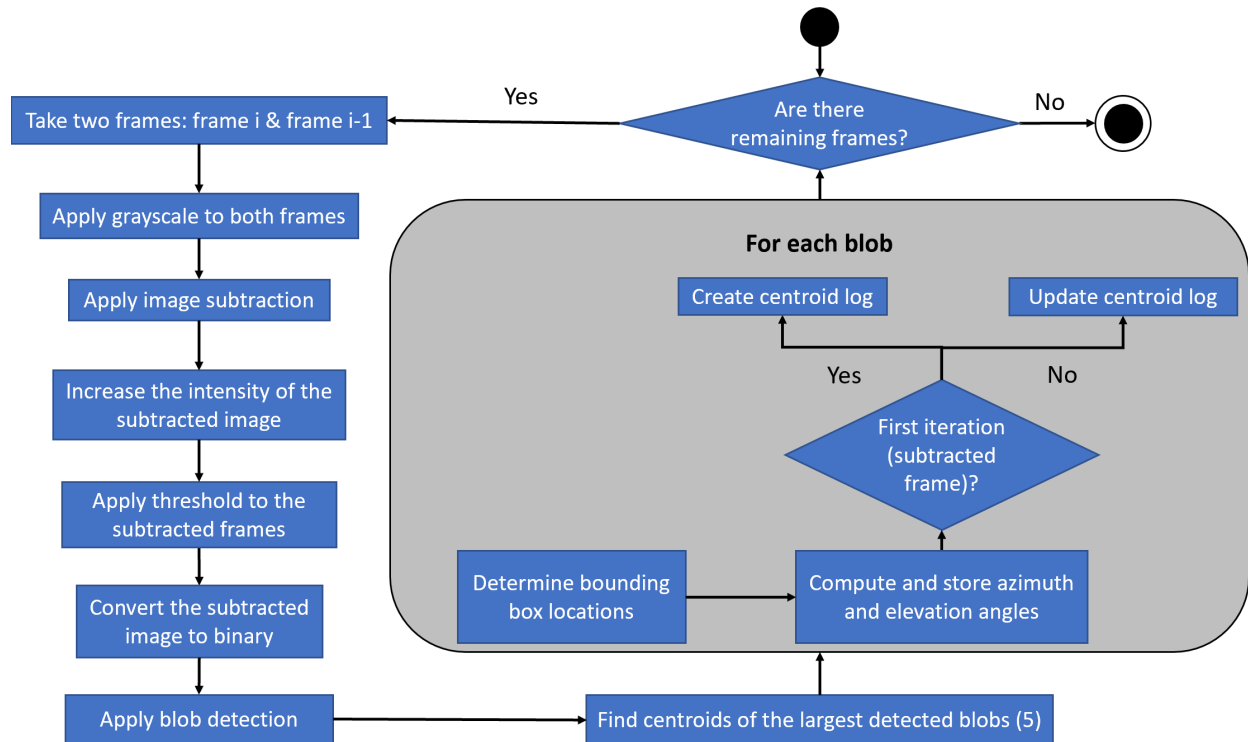 Are there
remaining frames?
Yes
No
Take two frames: frame i & frame i-1
Apply grayscale to both frames
Apply image subtraction
Increase the intensity of the
subtracted image
Apply threshold to the
subtracted frames
Convert the subtracted
image to binary
Apply blob detection
Find centroids of the largest detected blobs (5)
For each blob
Determine bounding
box locations
Compute and store azimuth
and elevation angles
First iteration
(subtracted
frame)?
Yes
No
Create centroid log
Update centroid log